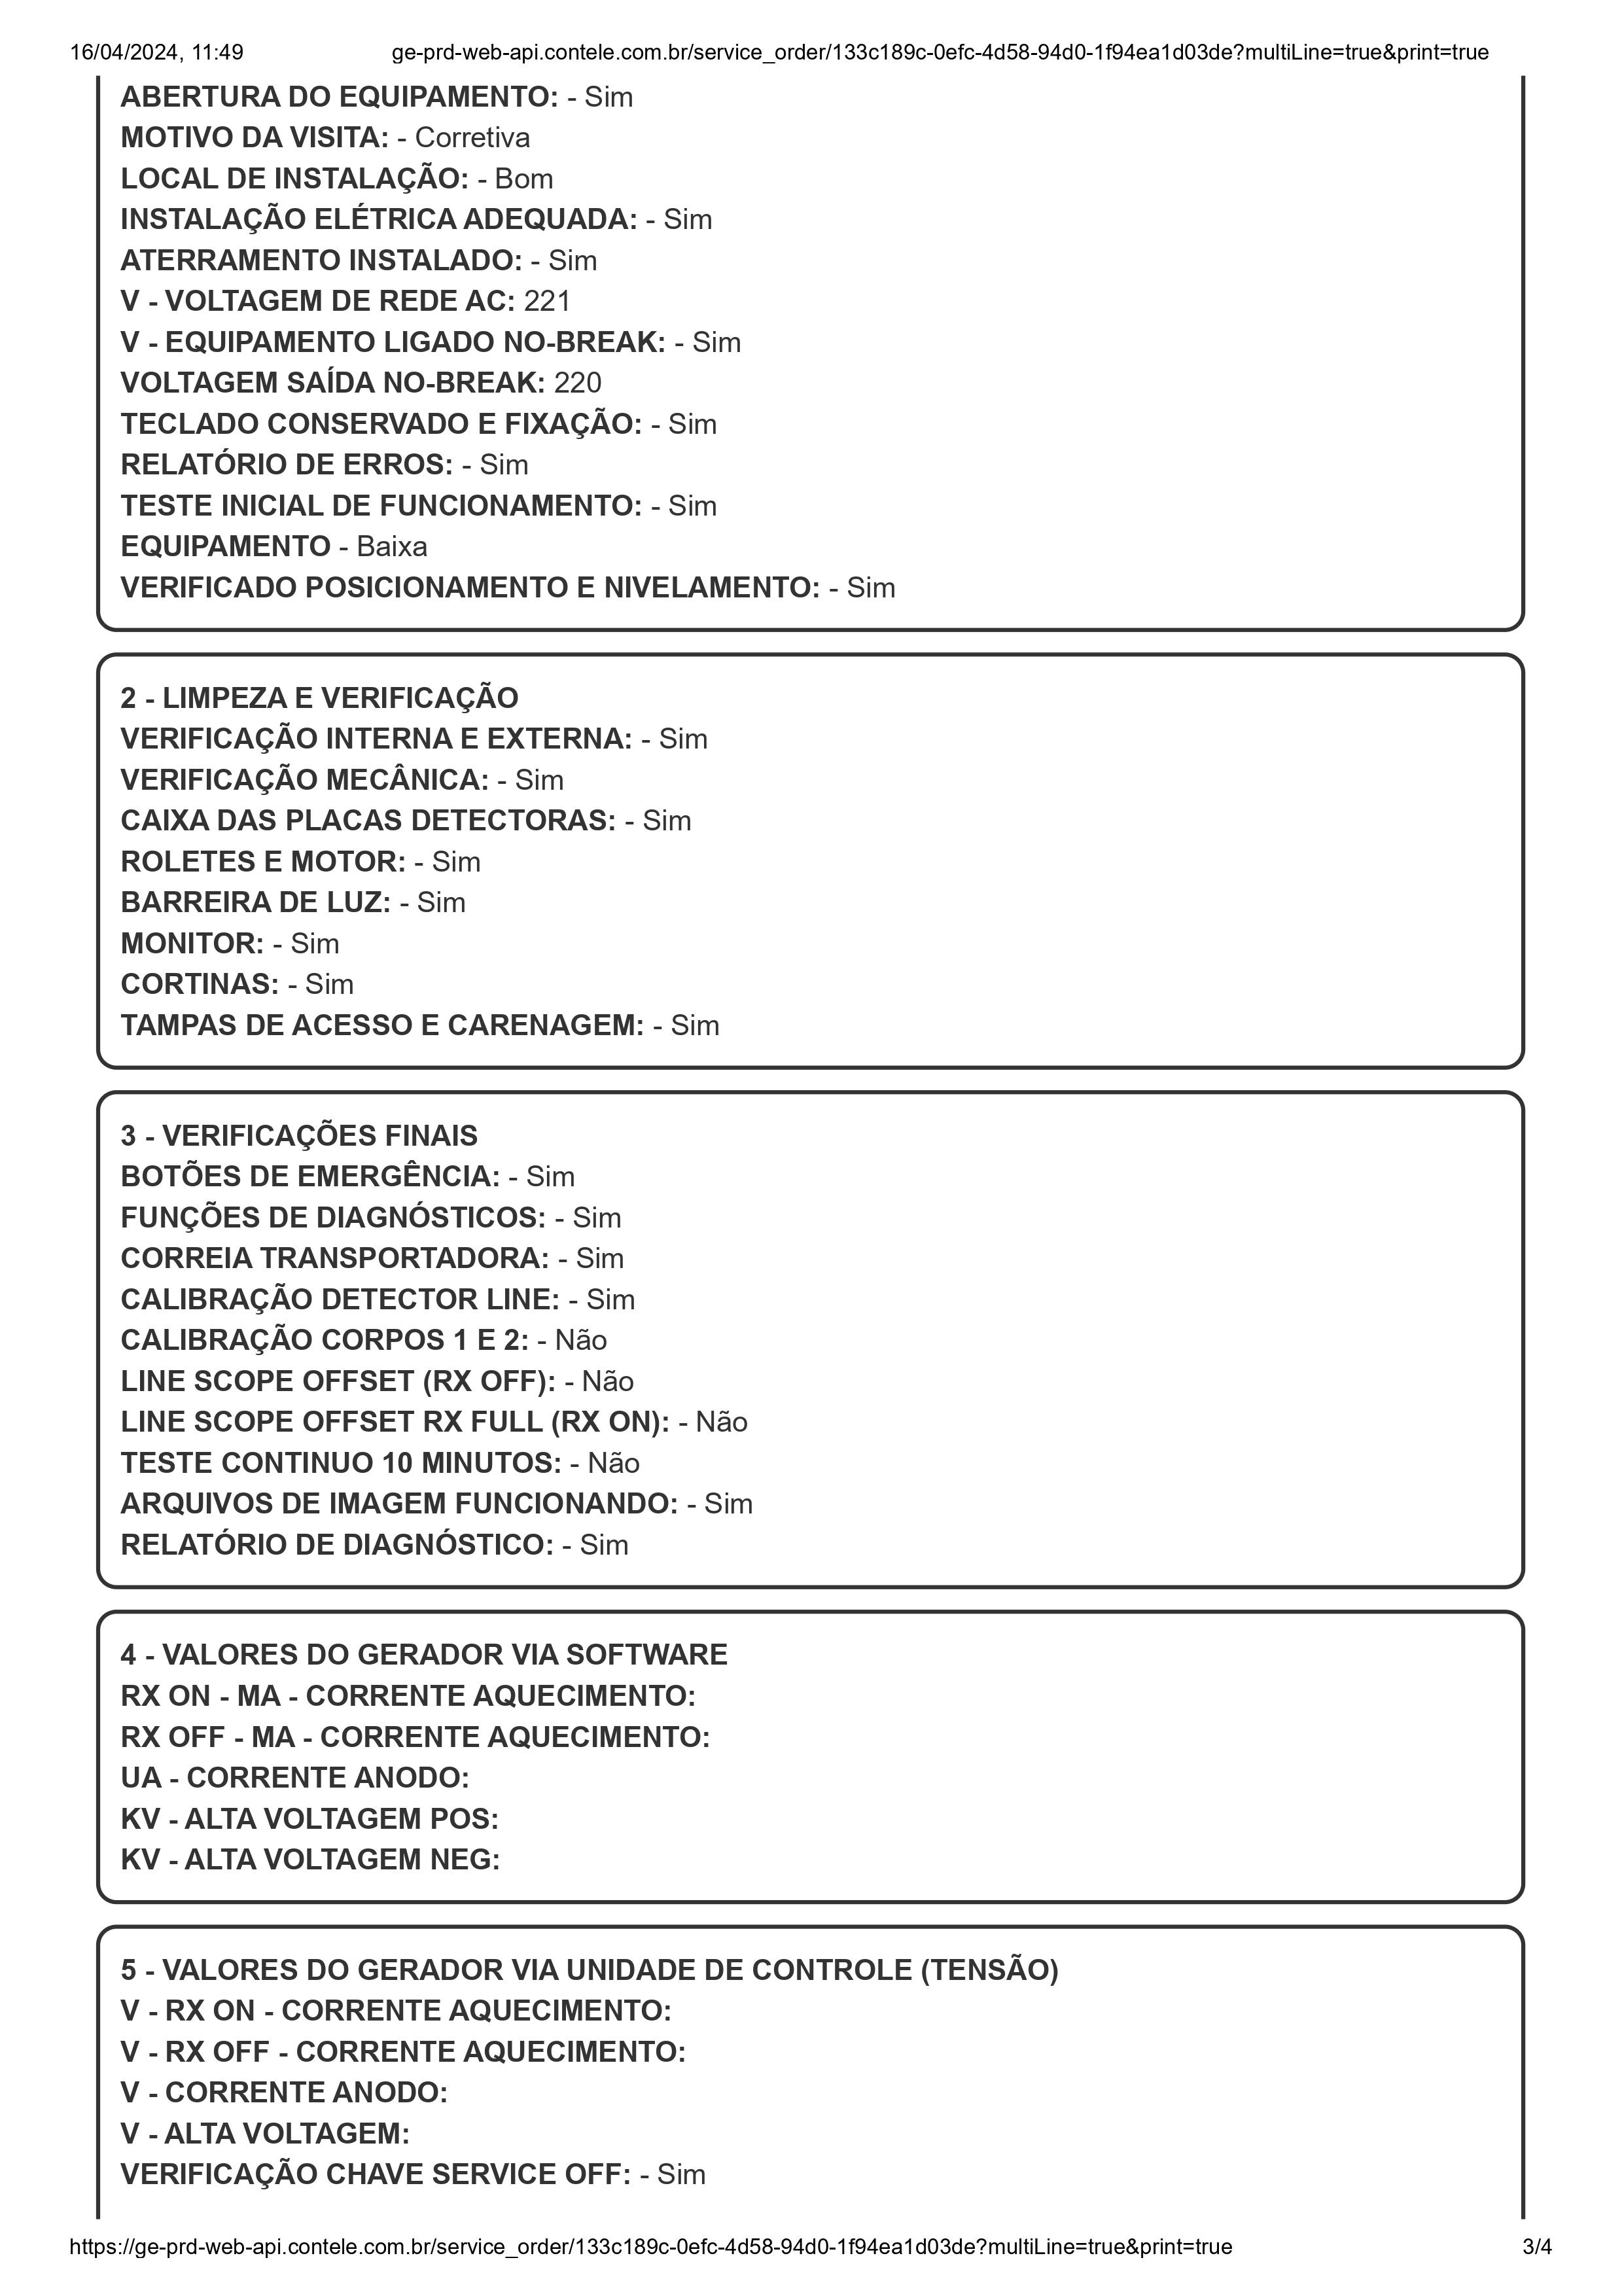 16/04/2024, 11:49 ge-prd-web-api.contele.com.br/service_order/133c189c-0efc-4d58-94d0-1f94ea1d03de?multiLine=true&print=true
ABERTURA DO EQUIPAMENTO: - Sim
MOTIVO DA VISITA: - Corretiva
LOCAL DE INSTALAÇÃO: - Bom
INSTALAÇÃO ELÉTRICA ADEQUADA: - Sim
ATERRAMENTO INSTALADO: - Sim
V - VOLTAGEM DE REDE AC: 221
V - EQUIPAMENTO LIGADO NO-BREAK: - Sim
VOLTAGEM SAÍDA NO-BREAK: 220
TECLADO CONSERVADO E FIXAÇÃO: - Sim
RELATÓRIO DE ERROS: - Sim
TESTE INICIAL DE FUNCIONAMENTO: - Sim
EQUIPAMENTO - Baixa
VERIFICADO POSICIONAMENTO E NIVELAMENTO: - Sim
2 - LIMPEZA E VERIFICAÇÃO
VERIFICAÇÃO INTERNA E EXTERNA: - Sim
VERIFICAÇÃO MECÂNICA: - Sim
CAIXA DAS PLACAS DETECTORAS: - Sim
ROLETES E MOTOR: - Sim
BARREIRA DE LUZ: - Sim
MONITOR: - Sim
CORTINAS: - Sim
TAMPAS DE ACESSO E CARENAGEM: - Sim
3 - VERIFICAÇÕES FINAIS
BOTÕES DE EMERGÊNCIA: - Sim
FUNÇÕES DE DIAGNÓSTICOS: - Sim
CORREIA TRANSPORTADORA: - Sim
CALIBRAÇÃO DETECTOR LINE: - Sim
CALIBRAÇÃO CORPOS 1 E 2: - Não
LINE SCOPE OFFSET (RX OFF): - Não
LINE SCOPE OFFSET RX FULL (RX ON): - Não
TESTE CONTINUO 10 MINUTOS: - Não
ARQUIVOS DE IMAGEM FUNCIONANDO: - Sim
RELATÓRIO DE DIAGNÓSTICO: - Sim
4 - VALORES DO GERADOR VIA SOFTWARE
RX ON - MA - CORRENTE AQUECIMENTO:
RX OFF - MA - CORRENTE AQUECIMENTO:
UA - CORRENTE ANODO:
KV - ALTA VOLTAGEM POS:
KV - ALTA VOLTAGEM NEG:
5 - VALORES DO GERADOR VIA UNIDADE DE CONTROLE (TENSÃO)
V - RX ON - CORRENTE AQUECIMENTO:
V - RX OFF - CORRENTE AQUECIMENTO:
V - CORRENTE ANODO:
V - ALTA VOLTAGEM:
VERIFICAÇÃO CHAVE SERVICE OFF: - Sim
https://ge-prd-web-api.contele.com.br/service_order/133c189c-0efc-4d58-94d0-1f94ea1d03de?multiLine=true&print=true 3/4